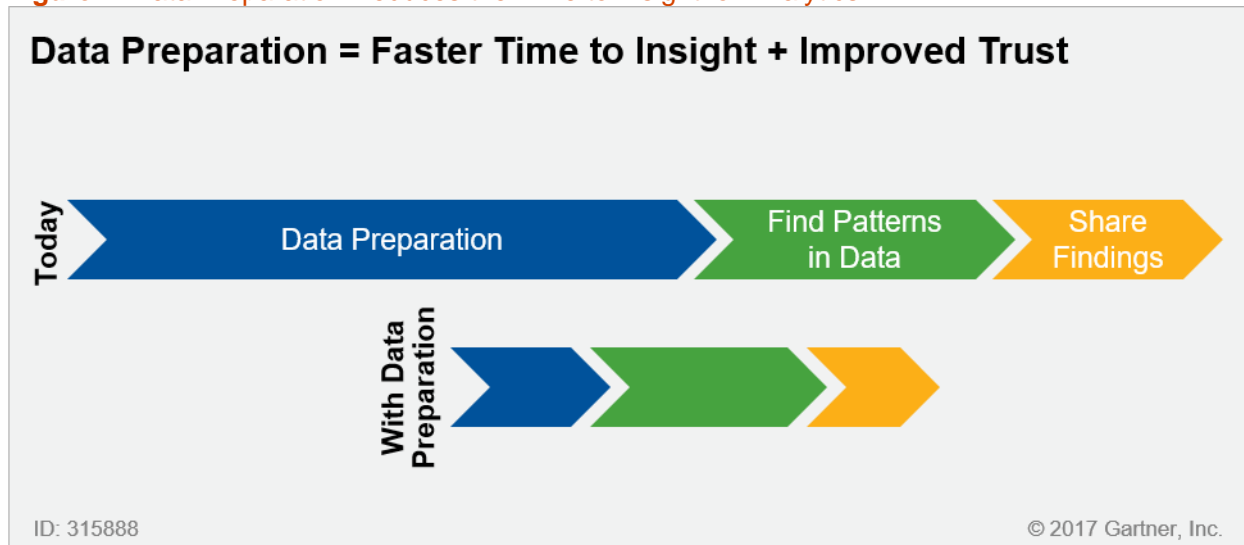 Data Preparation = Faster Time to Insight + Improved Trust
Today
Data Preparation
Find Patterns
in Data
Share
Findings
With Data
Preparation
ID: 315888
© 2017 Gartner, Inc.